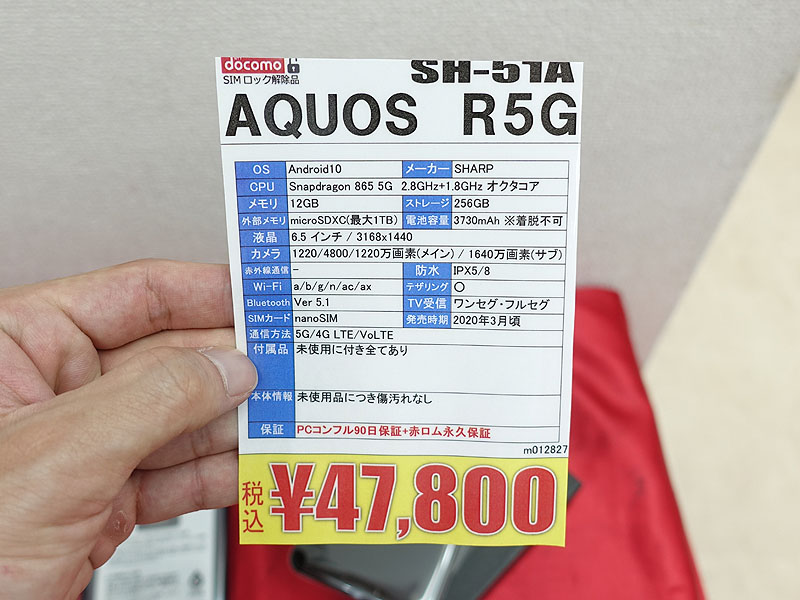 docomo SH-51A
SIMロック解除品
AQUOS R5G
OS Android10 メーカー SHARP
CPU Snapdragon 865 5G 2.8GHz+1.8GHz オクタコア
メモリ 12GB ストレージ 256GB
外部メモリ microSDXC(最大1TB) 電池容量 3730mAh ※着脱不可
液晶 6.5 インチ / 3168x1440
カメラ 1220/4800/1220万画素(メイン) / 1640万画素(サブ)
赤外線通信 - 防水 IPX5/8
Wi-Fi a/b/g/n/ac/ax テザリング 〇
Bluetooth Ver 5.1 TV受信 ワンセグ・フルセグ
SIMカード nanoSIM 発売時期 2020年3月頃
通信方法 5G/4G LTE/VoLTE
付属品 未使用に付き全てあり
本体情報 未使用品につき傷汚れなし
保証 PCコンフル90日保証+赤ロム永久保証
m012827
税込 ¥47,800